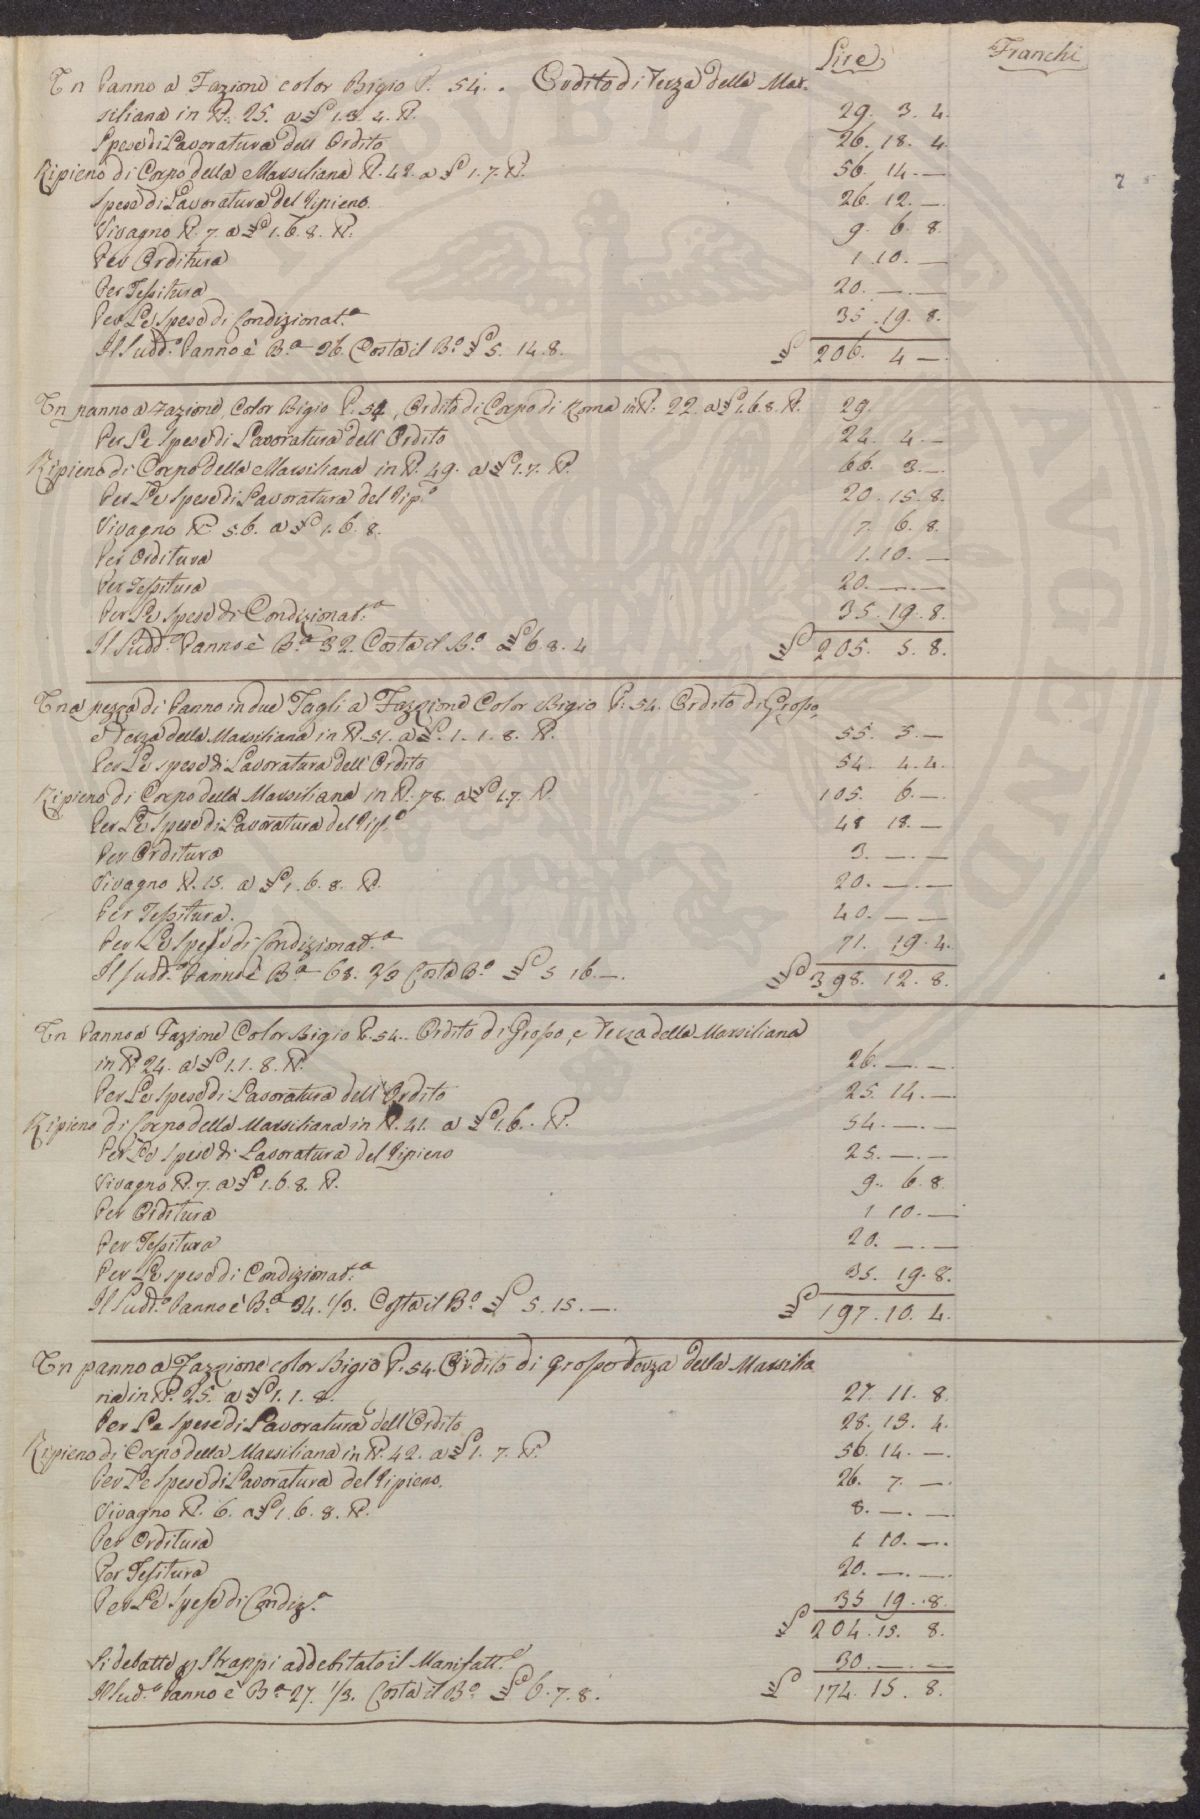 Lire Franchi
Un Panno a Fazione color Bigio P. 54. . Ordito di Terza della Mar.
siliana in P. 25. a £ 1.3.4. P. 29. 3. 4.
Spese di Lavoratura dell Ordito 26. 18. 4
Ripieno di Corpo della Marsiliana P. 42. a £ 1.7. P. 56. 14. —
Spese di Lavoratura del Ripieno. 26. 12. —
Vivagno P. 7. a £ 1.6.8. P. 9. 6. 8.
Per Orditura 1. 10. —
Per Tessitura 20. — . —
Per Le Spese di Condizionat.a 35. 19. 8.
Il Sudd.o Panno è B.a 36. Costa il B.o £ 5. 14. 8. £ 206. 4 —
Un panno a Fazione, Color Bigio P. 54, Ordito di Corpo di Roma in P. 22. a £ 1.6.8. P. 29.
Per Le Spese di Lavoratura dell' Ordito 24. 4. —
Ripieno di Corpo della Marsiliana in P. 49. a £ 1.7. P. 66. 3. —
Per Le Spese di Lavoratura del Rip.o 20. 15. 8.
Vivagno P. 5.6. a £ 1.6.8. 7. 6. 8.
Per Orditura 1. 10. —
Per Tessitura 20. — . —
Per Le Spese di Condizionat.a 35. 19. 8.
Il Sudd.o Panno è B.a 32. Costa il B.o £ 6. 8. 4 £ 205. 5. 8.
Una pezza di Panno in due Tagli a Fazzione Color Bigio P. 54. Ordito di Grosso,
e Terza della Marsiliana in P. 51. a £. 1. 1. 8. P. 55. 5. —
Per Le spese di Lavoratura dell' Ordito 54. 4. 4.
Ripieno di Corpo della Marsiliana in P. 78. a £ 1.7. P. 105. 6. —
Per Le Spese di Lavoratura del Rip.o 48 18. —
Per Orditura 3. — . —
Vivagno P. 15. a £ 1.6.8. P. 20. — . —
Per Tessitura. 40. — —
Per Le Spese di Condizionat.a 71. 19. 4.
Il sudd.o Panno è B.a 68. 2/3 Costa B.o £ 5 16. —. £ 398. 12. 8.
Un Panno a Fazione Color Bigio P. 54.. Ordito di Grosso, e Terza della Marsiliana
in P. 24. a £ 1.1.8. P. 26. — . —
Per Le Spese di Lavoratura dell' Ordito 25. 14. —
Ripieno di Corpo della Marsiliana in P. 41. a £ 1.6.. P. 54. — . —
Per Le Spese di Lavoratura del Ripieno 25. — . —
Vivagno P. 7. a £ 1.6.8. P. 9. 6. 8
Per Orditura 1 10. —
Per Tessitura 20. — . —
Per Le spese di Condizionat.a 35. 19. 8.
Il Sudd.o Panno è B.a 34. 1/3. Costa il B.o £ 5. 15. —. £ 197. 10. 4.
Un panno a Fazzione color Bigio P. 54. Ordito di grosso Terza della Marsilia
na in P. 25. a £ 1. 1. 8. 27. 11. 8.
Per Le Spese di Lavoratura dell' Ordito 28. 13. 4.
Ripieno di Corpo della Marsiliana in P. 42. a £ 1. 7. P. 56. 14. —.
Per Le Spese di Lavoratura del Ripieno. 26. 7. —.
Vivagno P. 6. a £ 1.6.8. P. 8. — . —
Per Orditura 1 10. —.
Per Tessitura 20. — . —
Per Le Spese di Condiz.a 35 19. 8.
£ 204. 15. 8.
Si debatte p Strappi addebitato il Manifatt.e 30. — . —
Il Sud.o Panno è B.a 27. 1/3. Costa il B.o £ 6. 7. 8. £ 174. 15. 8.